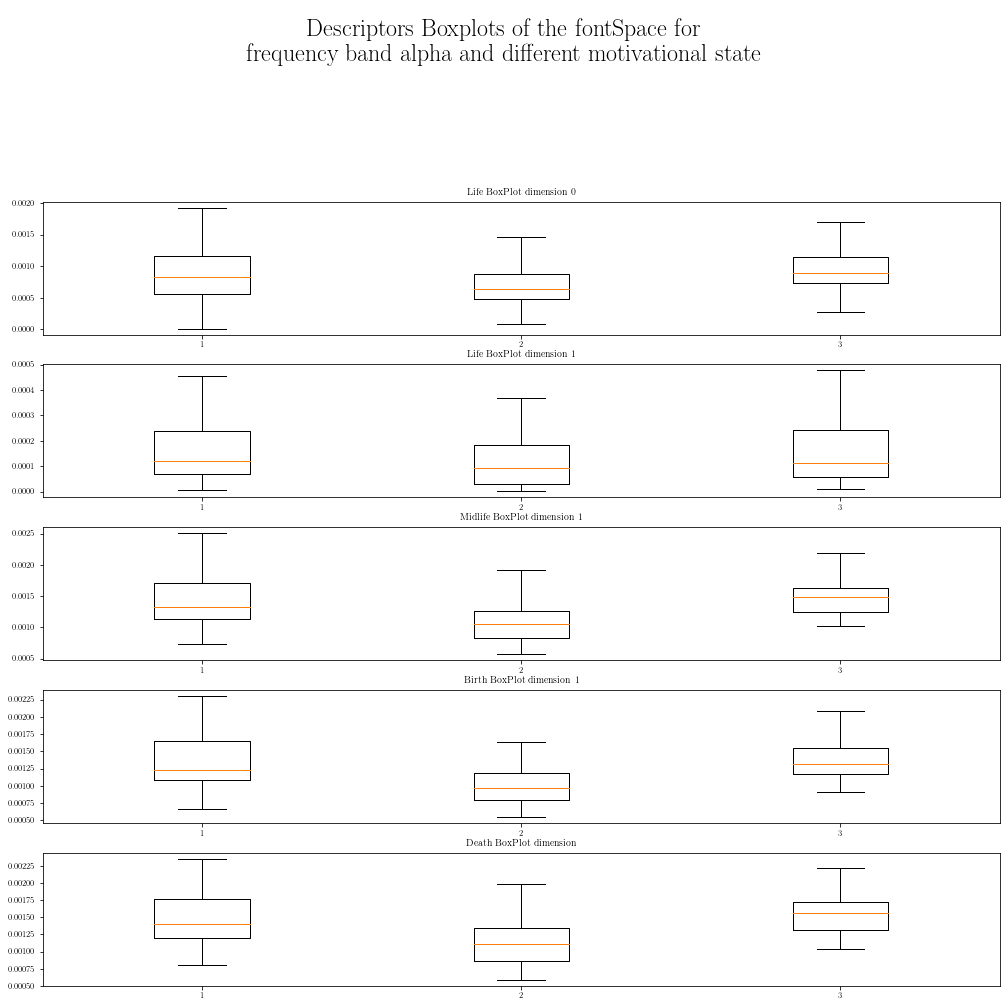 Descriptors Boxplots of the fontSpace for
frequency band alpha and different motivational state
Life BoxPlot dimension 0
0.0020
0.0015
0.0010
0.0005
0.0000
1 2 3
Life BoxPlot dimension 1
0.0005
0.0004
0.0003
0.0002
0.0001
0.0000
1 2 3
Midlife BoxPlot dimension 1
0.0025
0.0020
0.0015
0.0010
0.0005
1 2 3
Birth BoxPlot dimension 1
0.00225
0.00200
0.00175
0.00150
0.00125
0.00100
0.00075
0.00050
1 2 3
Death BoxPlot dimension
0.00225
0.00200
0.00175
0.00150
0.00125
0.00100
0.00075
0.00050
1 2 3